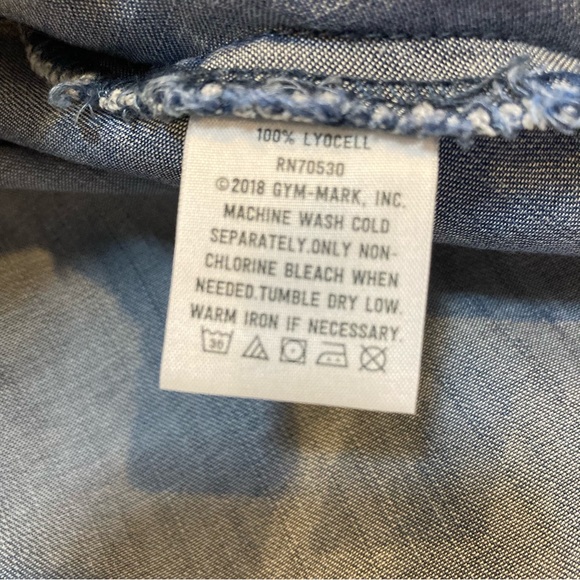 100% LYOCELL
RN70530
©2018 GYM-MARK, INC.
MACHINE WASH COLD
SEPARATELY.ONLY NON-
CHLORINE BLEACH WHEN
NEEDED.TUMBLE DRY LOW.
WARM IRON IF NECESSARY.
30